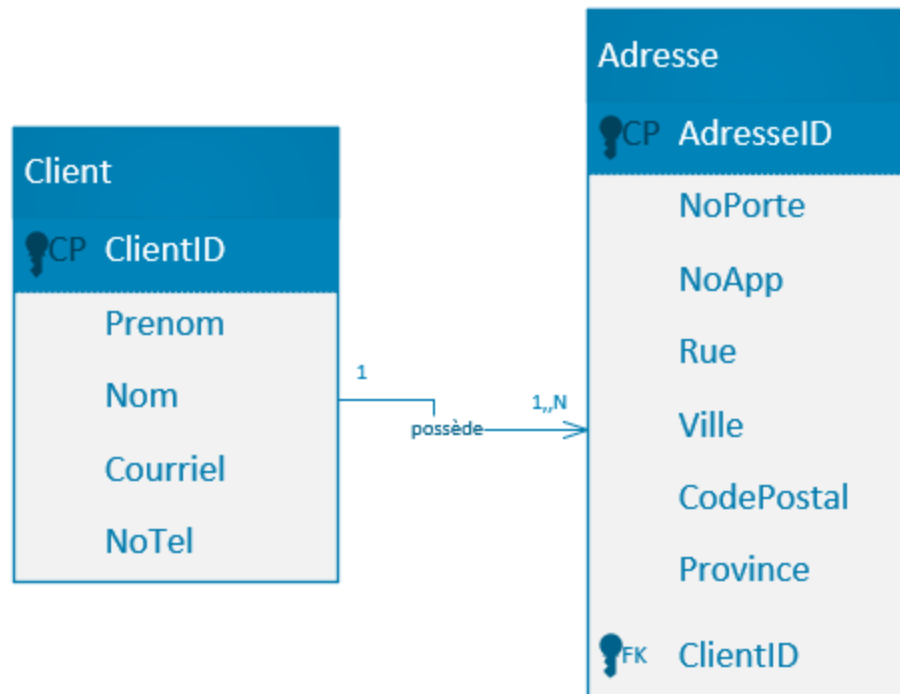 Client
CP ClientID
Prenom
Nom
Courriel
NoTel
1
possède
1,,N
Adresse
CP AdresseID
NoPorte
NoApp
Rue
Ville
CodePostal
Province
FK ClientID